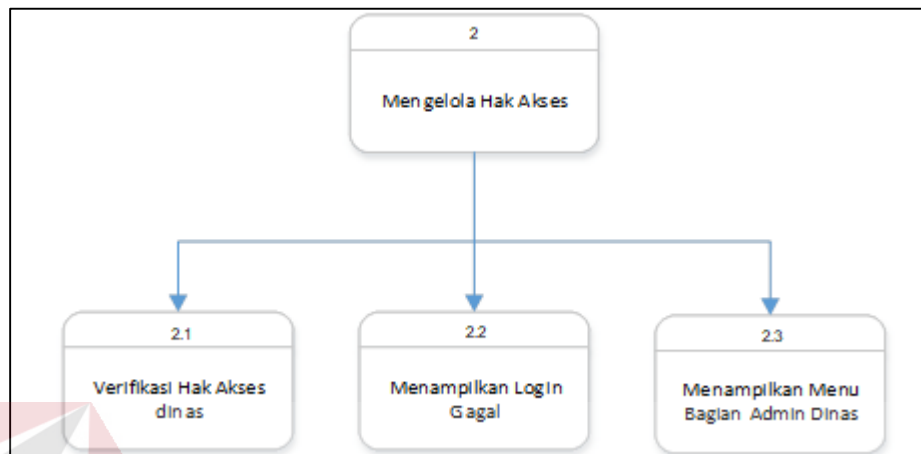 2
Mengelola Hak Akses
2.1
Verifikasi Hak Akses
dinas
2.2
Menampilkan Login
Gagal
2.3
Menampilkan Menu
Bagian Admin Dinas